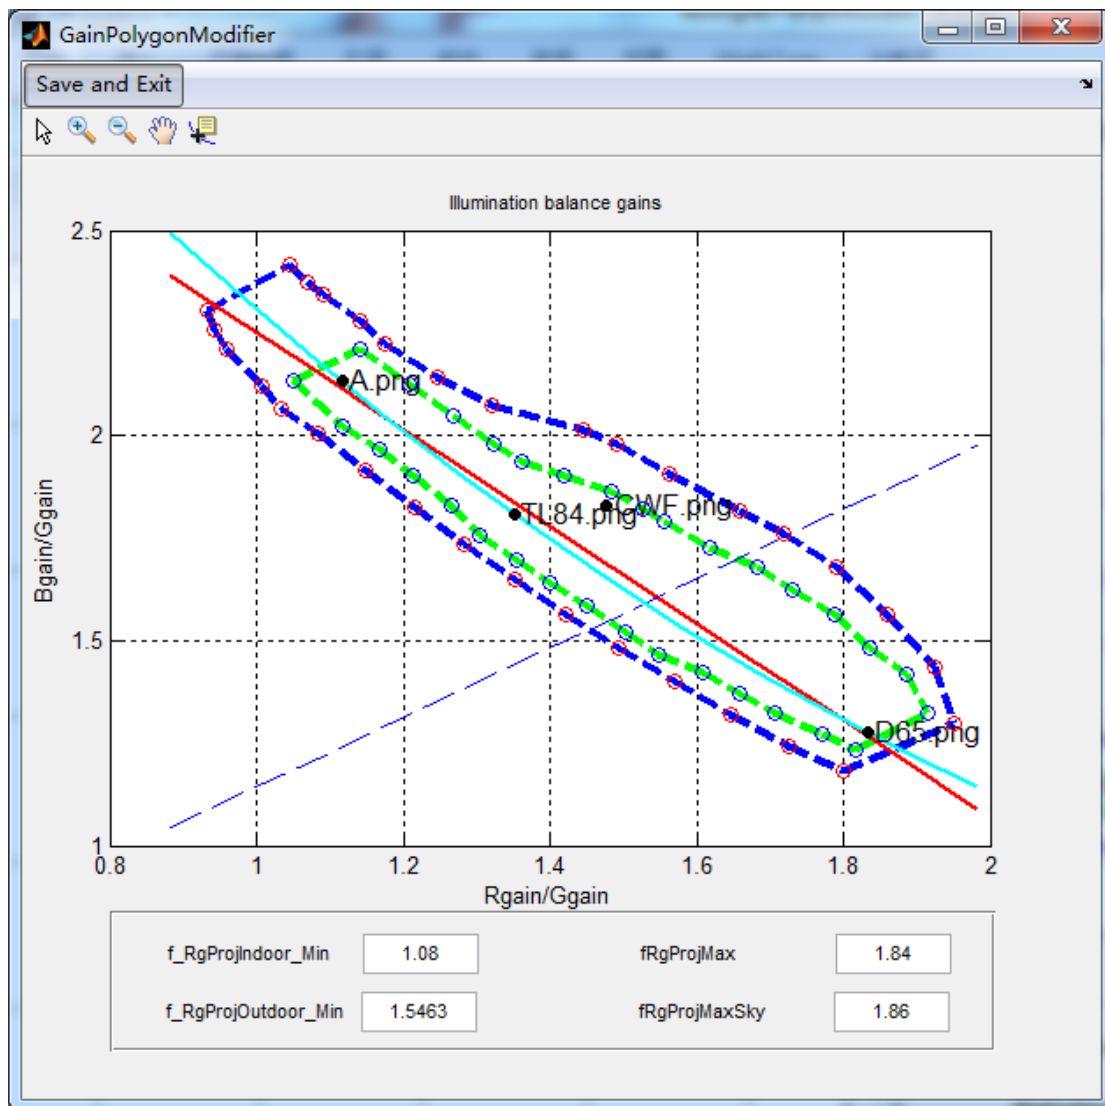 GainPolygonModifier
Save and Exit
Illumination balance gains
2.5
2
1.5
1
Bgain/Ggain
A.png
TL84.png
CWF.png
D65.png
0.8 1 1.2 1.4 1.6 1.8 2
Rgain/Ggain
f_RgProjIndoor_Min 1.08 fRgProjMax 1.84
f_RgProjOutdoor_Min 1.5463 fRgProjMaxSky 1.86